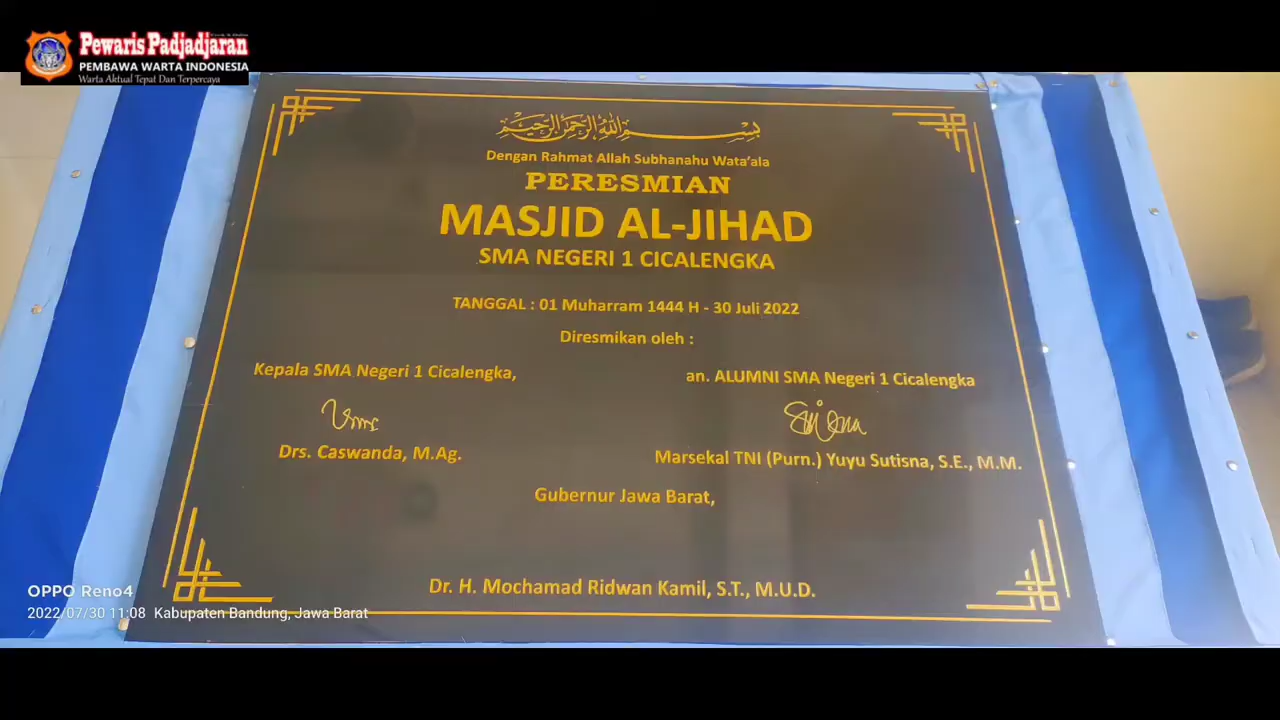 Pewaris Padjadjaran
PEMBAWA WARTA INDONESIA
Warta Aktual Tepat Dan Terpercaya
بسم الله الرحمن الرحيم
Dengan Rahmat Allah Subhanahu Wata'ala
PERESMIAN
MASJID AL-JIHAD
SMA NEGERI 1 CICALENGKA
TANGGAL : 01 Muharram 1444 H - 30 Juli 2022
Diresmikan oleh :
Kepala SMA Negeri 1 Cicalengka,
an. ALUMNI SMA Negeri 1 Cicalengka
Drs. Caswanda, M.Ag.
Marsekal TNI (Purn.) Yuyu Sutisna, S.E., M.M.
Gubernur Jawa Barat,
Dr. H. Mochamad Ridwan Kamil, S.T., M.U.D.
OPPO Reno4
2022/07/30 11:08 Kabupaten Bandung, Jawa Barat